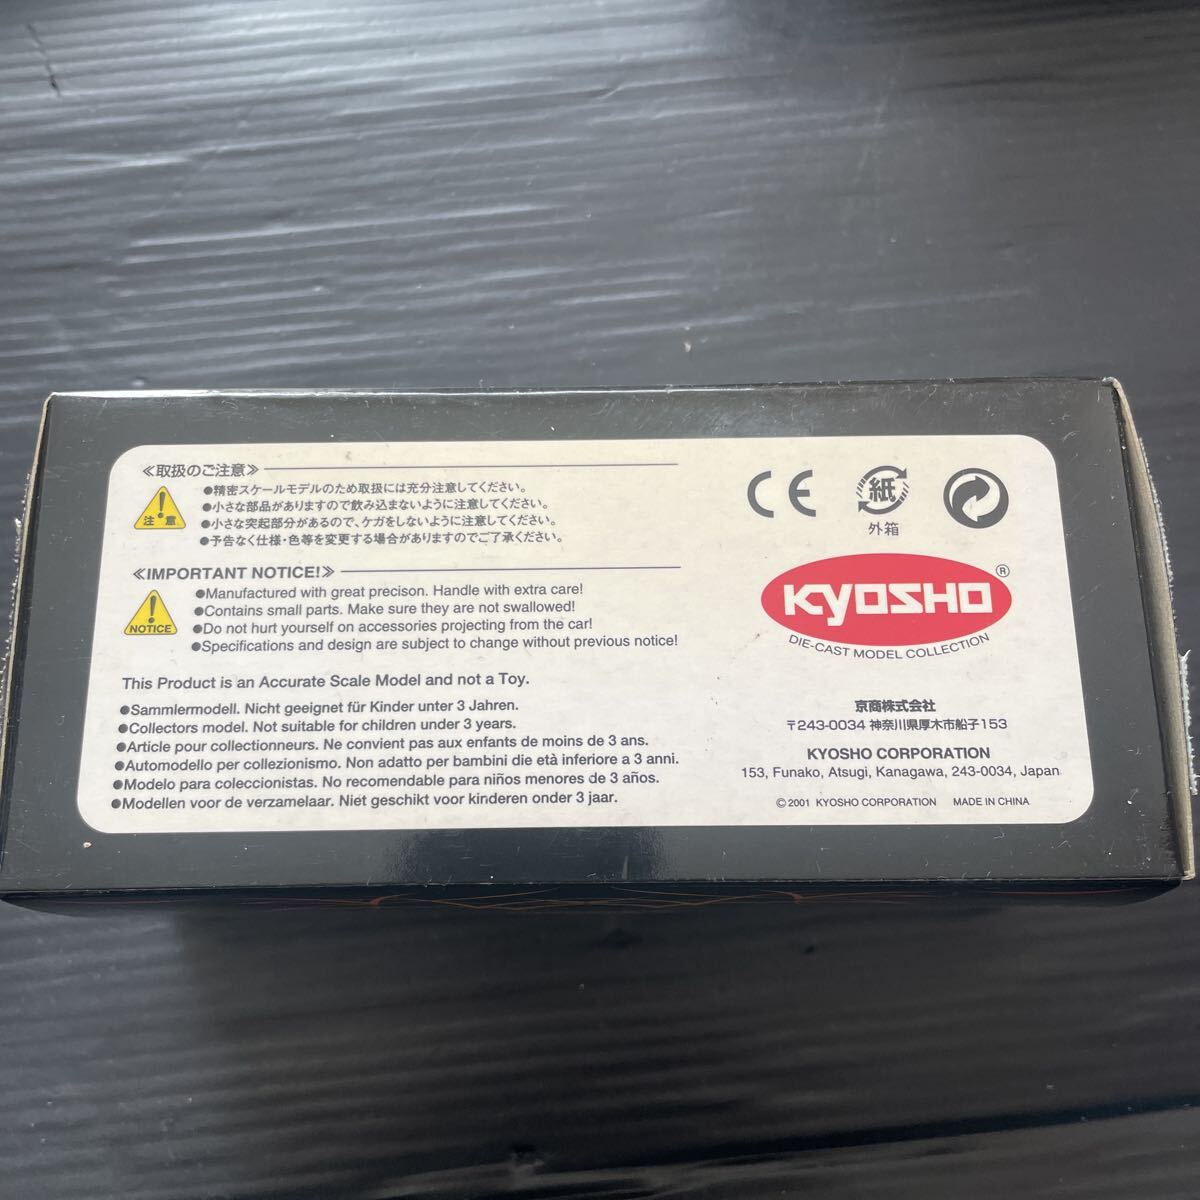 ≪取扱のご注意≫
注意
●精密スケールモデルのため取扱には充分注意してください。
●小さな部品がありますので飲み込まないように注意してください。
●小さな突起部分があるので、ケガをしないように注意してください。
●予告なく仕様・色等を変更する場合がありますのでご了承ください。
≪IMPORTANT NOTICE!≫
NOTICE
●Manufactured with great precison. Handle with extra care!
●Contains small parts. Make sure they are not swallowed!
●Do not hurt yourself on accessories projecting from the car!
●Specifications and design are subject to change without previous notice!
This Product is an Accurate Scale Model and not a Toy.
●Sammlermodell. Nicht geeignet für Kinder unter 3 Jahren.
●Collectors model. Not suitable for children under 3 years.
●Article pour collectionneurs. Ne convient pas aux enfants de moins de 3 ans.
●Automodello per collezionismo. Non adatto per bambini die età inferiore a 3 anni.
●Modelo para coleccionistas. No recomendable para niños menores de 3 años.
●Modellen voor de verzamelaar. Niet geschikt voor kinderen onder 3 jaar.
CE
紙
外箱
KYOSHO®
DIE-CAST MODEL COLLECTION
京商株式会社
〒243-0034 神奈川県厚木市船子153
KYOSHO CORPORATION
153, Funako, Atsugi, Kanagawa, 243-0034, Japan
© 2001 KYOSHO CORPORATION MADE IN CHINA